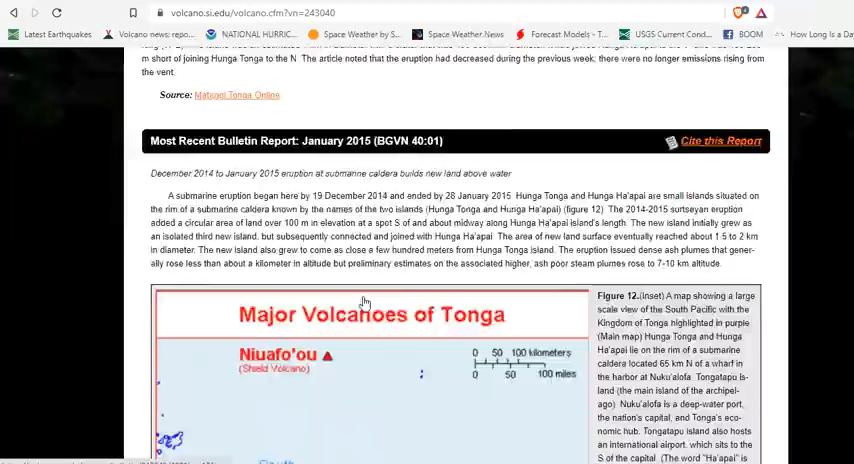 volcano.si.edu/volcano.cfm?vn=243040
Latest Earthquakes
Volcano news: repo...
NATIONAL HURRIC...
Space Weather by S...
Space Weather.News
Forecast Models - T...
USGS Current Cond...
BOOM
How Long Is a Day
m short of joining Hunga Tonga to the N. The article noted that the eruption had decreased during the previous week; there were no longer emissions rising from
the vent.
Source: Matangi Tonga Online
Most Recent Bulletin Report: January 2015 (BGVN 40:01)
Cite this Report
December 2014 to January 2015 eruption at submarine caldera builds new land above water
A submarine eruption began here by 19 December 2014 and ended by 28 January 2015. Hunga Tonga and Hunga Ha'apai are small islands situated on
the rim of a submarine caldera known by the names of the two islands (Hunga Tonga and Hunga Ha'apai) (figure 12). The 2014-2015 surtseyan eruption
added a circular area of land over 100 m in elevation at a spot S of and about midway along Hunga Ha'apai island's length. The new island initially grew as
an isolated third new island, but subsequently connected and joined with Hunga Ha'apai. The area of new land surface eventually reached about 1.5 to 2 km
in diameter. The new island also grew to come as close a few hundred meters from Hunga Tonga Island. The eruption issued dense ash plumes that gener-
ally rose less than about a kilometer in altitude but preliminary estimates on the associated higher, ash poor steam plumes rose to 7-10 km altitude.
Major Volcanoes of Tonga
Niuafo'ou
(Shield Volcano)
0 50 100 kilometers
0 50 100 miles
South
Figure 12.(Inset) A map showing a large
scale view of the South Pacific with the
Kingdom of Tonga highlighted in purple
(Main map) Hunga Tonga and Hunga
Ha'apai lie on the rim of a submarine
caldera located 65 km N of a wharf in
the harbor at Nuku'alofa. Tongatapu is-
land (the main island of the archipel-
ago). Nuku'alofa is a deep-water port,
the nation's capital, and Tonga's eco-
nomic hub. Tongatapu island also hosts
an international airport, which sits to the
S of the capital. (The word "Ha'apai" is